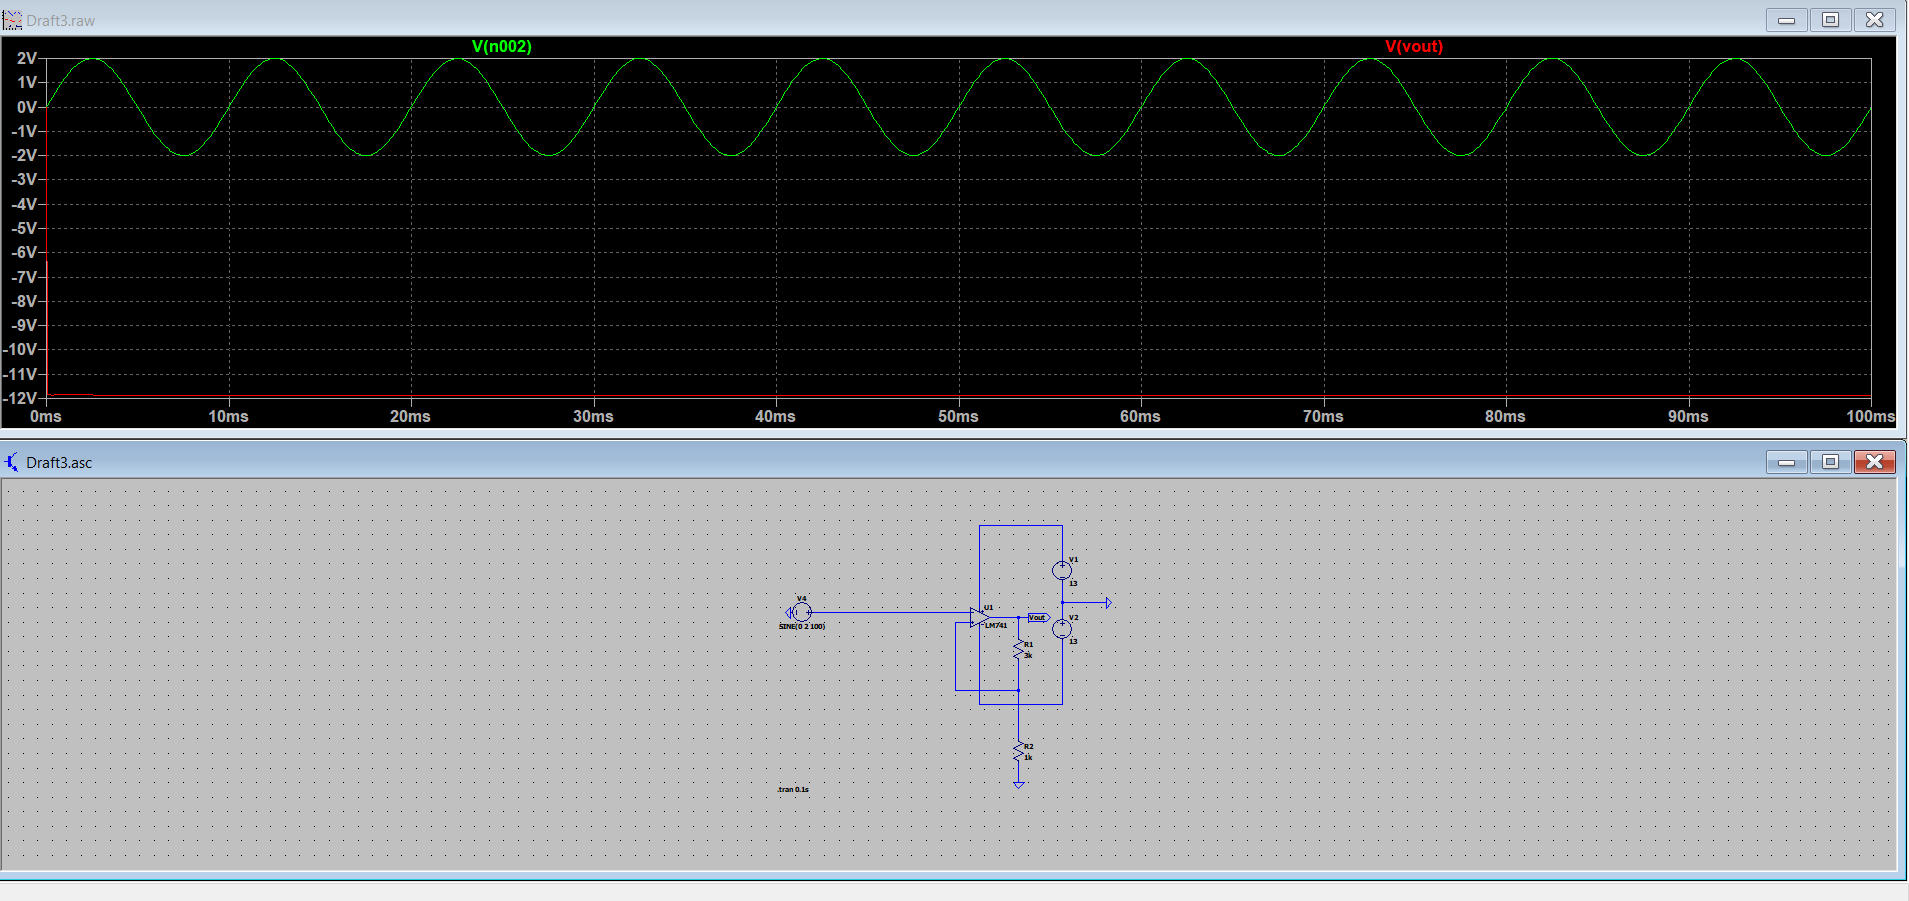 Draft3.raw
V(n002) V(vout)
2V
1V
0V
-1V
-2V
-3V
-4V
-5V
-6V
-7V
-8V
-9V
-10V
-11V
-12V
0ms 10ms 20ms 30ms 40ms 50ms 60ms 70ms 80ms 90ms 100ms
Draft3.asc
V1
13
V4
SINE(0 2 100)
U1
LM741
Vout
V2
13
R1
3k
R2
1k
.tran 0.1s